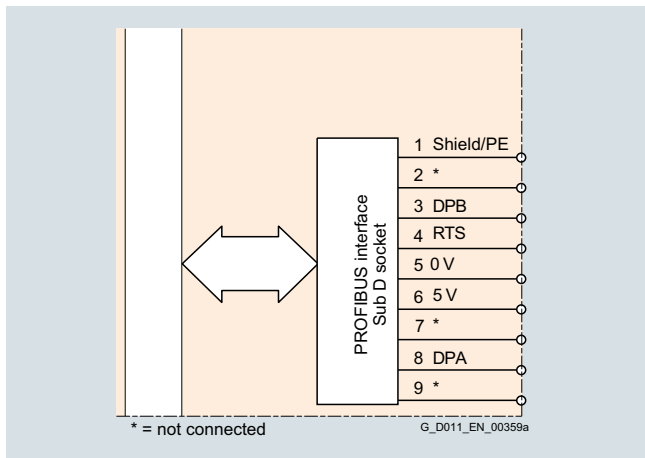 1 Shield/PE
2 *
3 DPB
4 RTS
5 0 V
6 5 V
7 *
8 DPA
9 *
PROFIBUS interface
Sub D socket
* = not connected
G_D011_EN_00359a